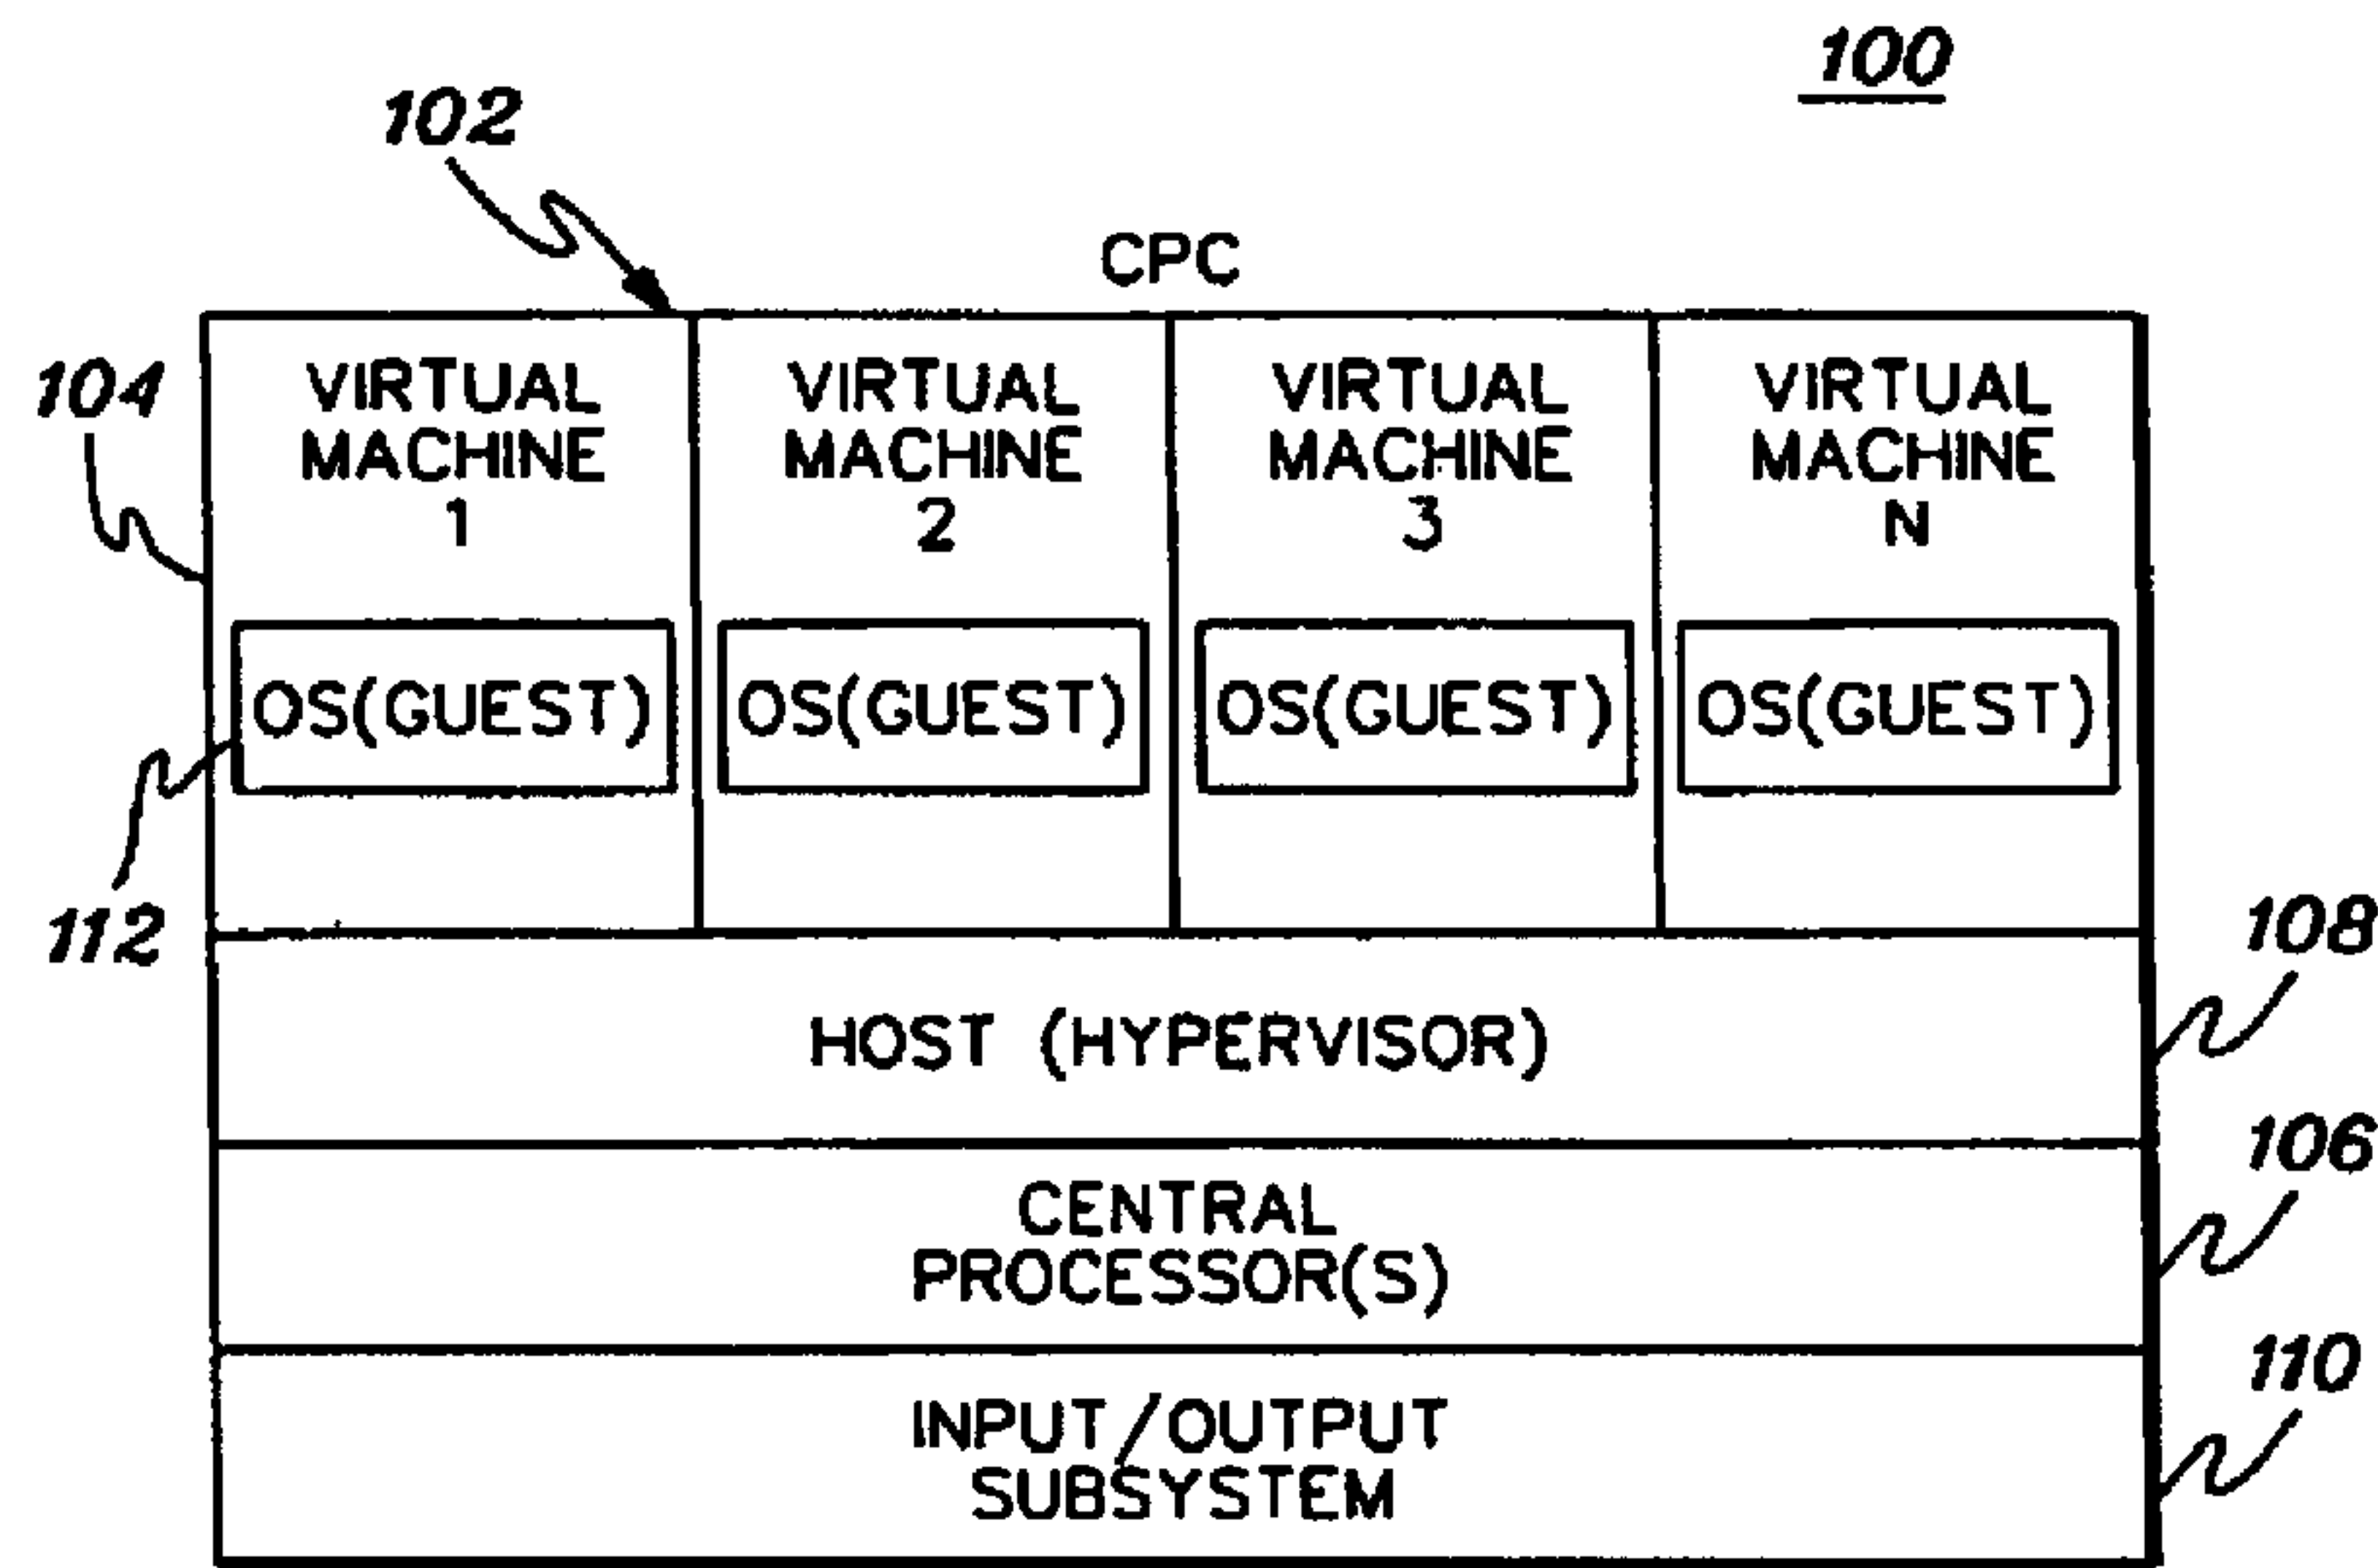 100
102
CPC
104
VIRTUAL MACHINE 1
VIRTUAL MACHINE 2
VIRTUAL MACHINE 3
VIRTUAL MACHINE N
OS(GUEST) OS(GUEST) OS(GUEST) OS(GUEST)
112
108
HOST (HYPERVISOR)
106
CENTRAL
PROCESSOR(S)
110
INPUT/OUTPUT
SUBSYSTEM